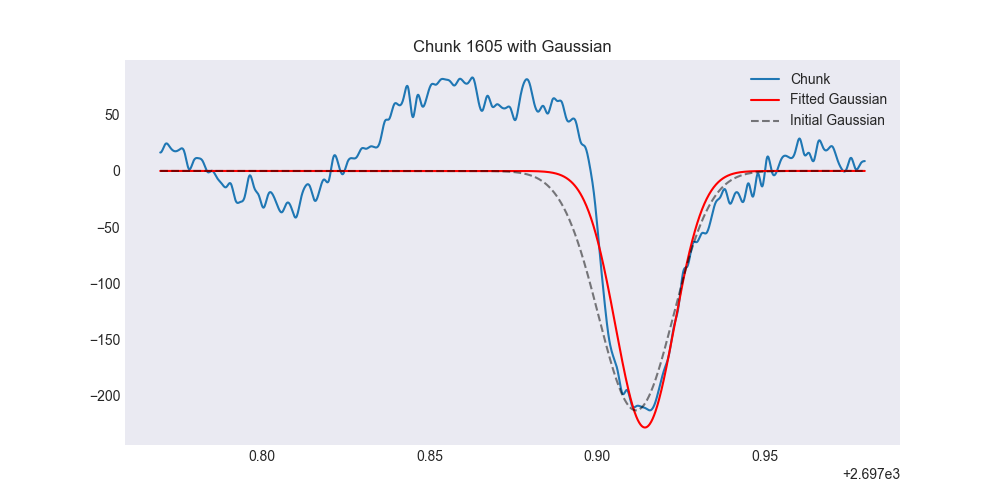 Chunk 1605 with Gaussian
Chunk
Fitted Gaussian
Initial Gaussian
50
0
−50
−100
−150
−200
0.80 0.85 0.90 0.95
+2.697e3